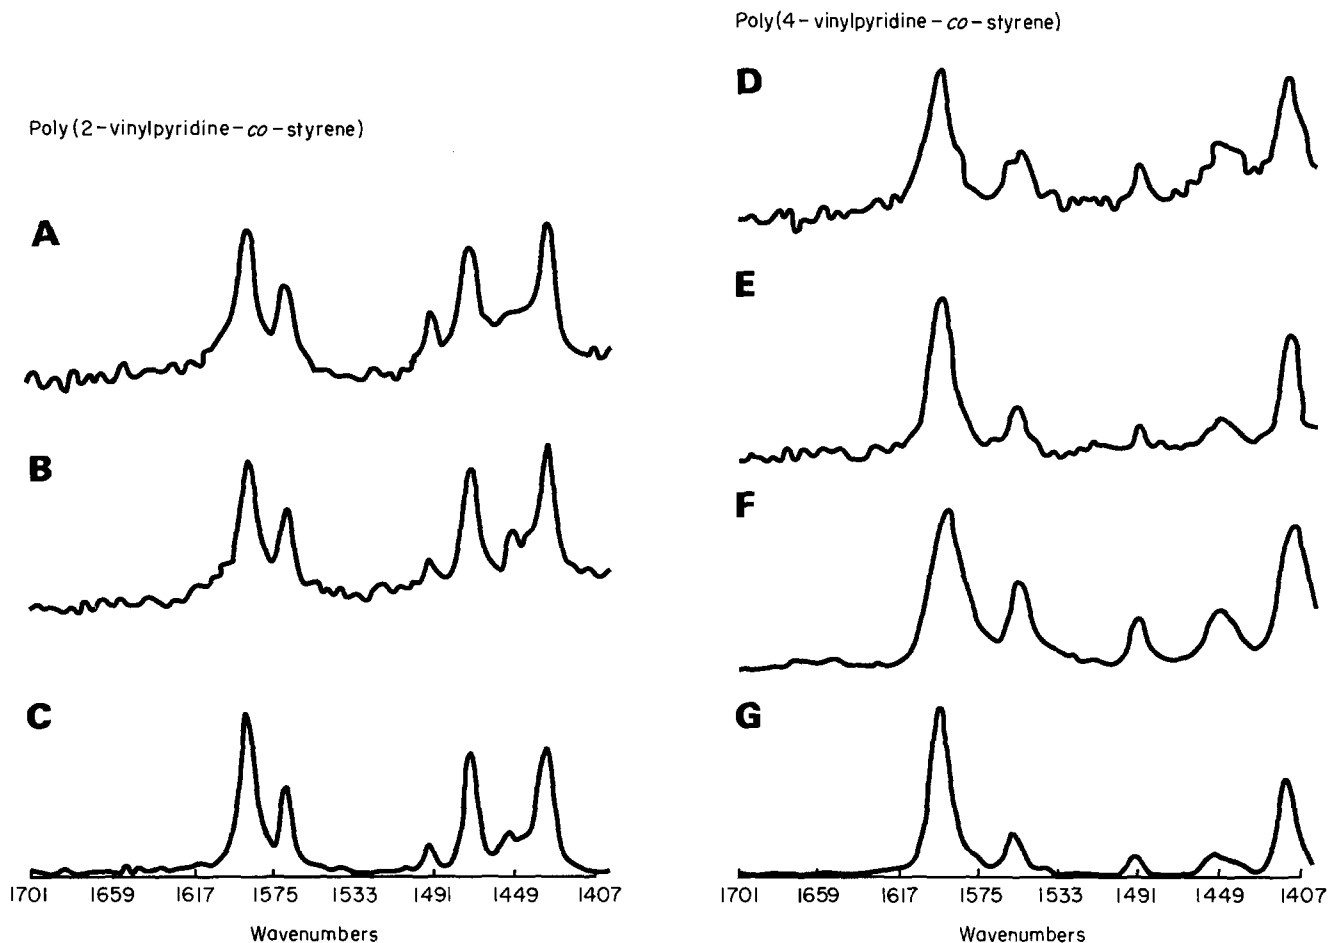 Poly(2-vinylpyridine-co-styrene)
A
B
C
1701 1659 1617 1575 1533 1491 1449 1407
Wavenumbers
Poly(4-vinylpyridine-co-styrene)
D
E
F
G
1701 1659 1617 1575 1533 1491 1449 1407
Wavenumbers